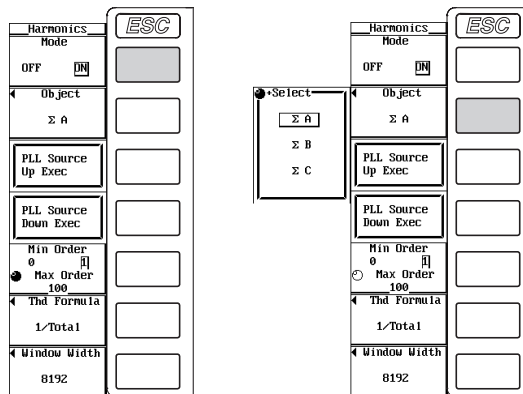 Harmonics
ESC
Mode
OFF ON
Object
Σ A
PLL Source
Up Exec
PLL Source
Down Exec
Min Order
0 1
Max Order
100
Thd Formula
1/Total
Window Width
8192
+Select
Σ A
Σ B
Σ C
Harmonics
ESC
Mode
OFF ON
Object
Σ A
PLL Source
Up Exec
PLL Source
Down Exec
Min Order
0 1
Max Order
100
Thd Formula
1/Total
Window Width
8192